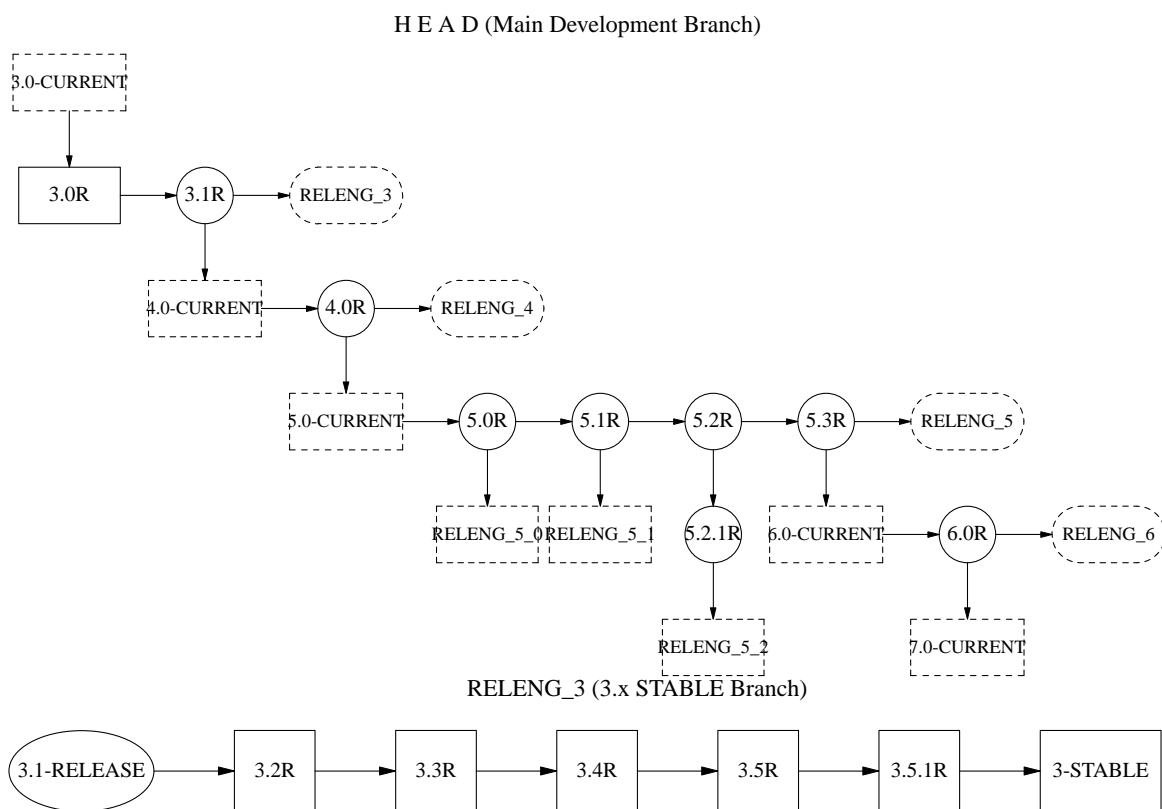 H E A D (Main Development Branch)
3.0-CURRENT
3.0R
3.1R
RELENG_3
4.0-CURRENT
4.0R
RELENG_4
5.0-CURRENT
5.0R
5.1R
5.2R
5.3R
RELENG_5
RELENG_5_0
RELENG_5_1
5.2.1R
6.0-CURRENT
6.0R
RELENG_6
RELENG_5_2
7.0-CURRENT
RELENG_3 (3.x STABLE Branch)
3.1-RELEASE
3.2R
3.3R
3.4R
3.5R
3.5.1R
3-STABLE